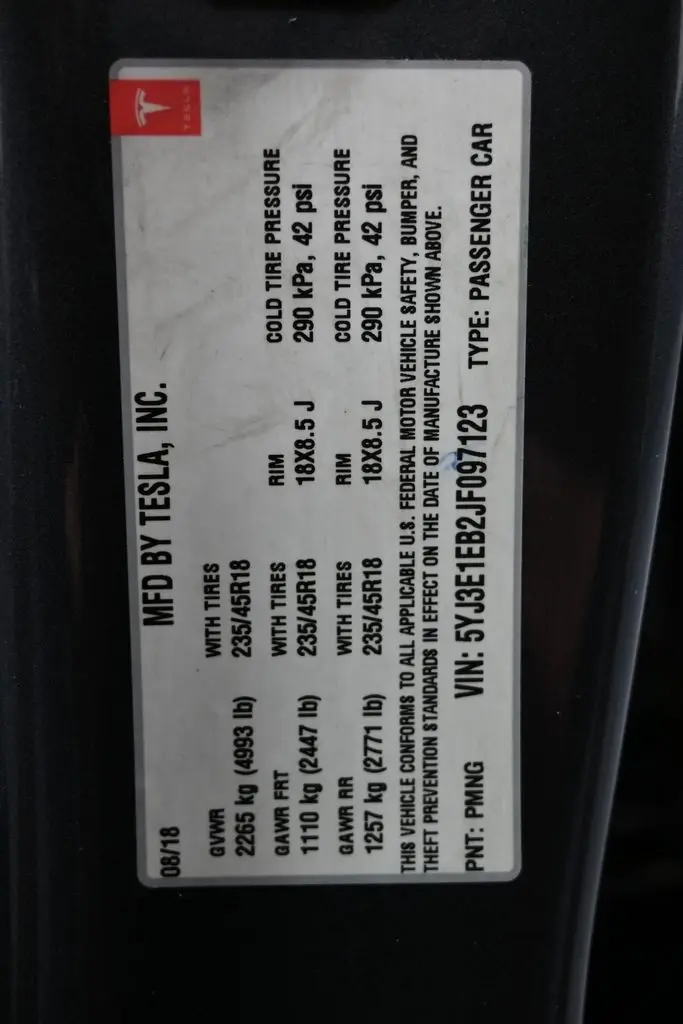 TESLA
MFD BY TESLA, INC.
08/18
GVWR WITH TIRES
2265 kg (4993 lb) 235/45R18
GAWR FRT WITH TIRES RIM COLD TIRE PRESSURE
1110 kg (2447 lb) 235/45R18 18X8.5 J 290 kPa, 42 psi
GAWR RR WITH TIRES RIM COLD TIRE PRESSURE
1257 kg (2771 lb) 235/45R18 18X8.5 J 290 kPa, 42 psi
THIS VEHICLE CONFORMS TO ALL APPLICABLE U.S. FEDERAL MOTOR VEHICLE SAFETY, BUMPER, AND
THEFT PREVENTION STANDARDS IN EFFECT ON THE DATE OF MANUFACTURE SHOWN ABOVE.
PNT: PMNG VIN: 5YJ3E1EB2JF097123 TYPE: PASSENGER CAR